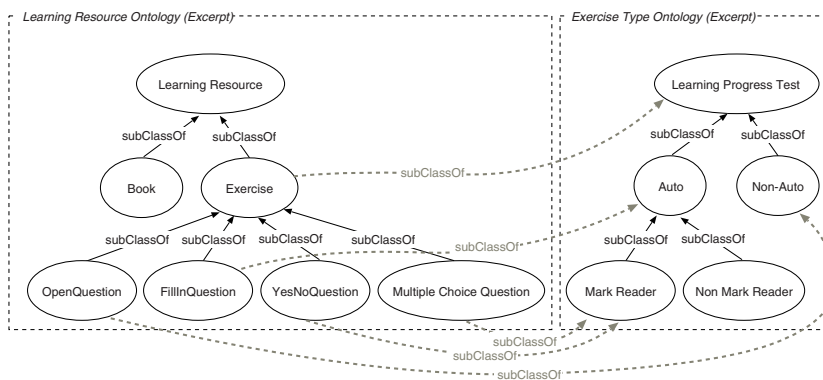 Learning Resource Ontology (Excerpt)
Exercise Type Ontology (Excerpt)
Learning Resource
Learning Progress Test
subClassOf
subClassOf
subClassOf
subClassOf
subClassOf
Book
Exercise
Auto
Non-Auto
subClassOf
subClassOf
subClassOf
subClassOf
subClassOf
subClassOf
subClassOf
OpenQuestion
FillInQuestion
YesNoQuestion
Multiple Choice Question
Mark Reader
Non Mark Reader
subClassOf
subClassOf
subClassOf